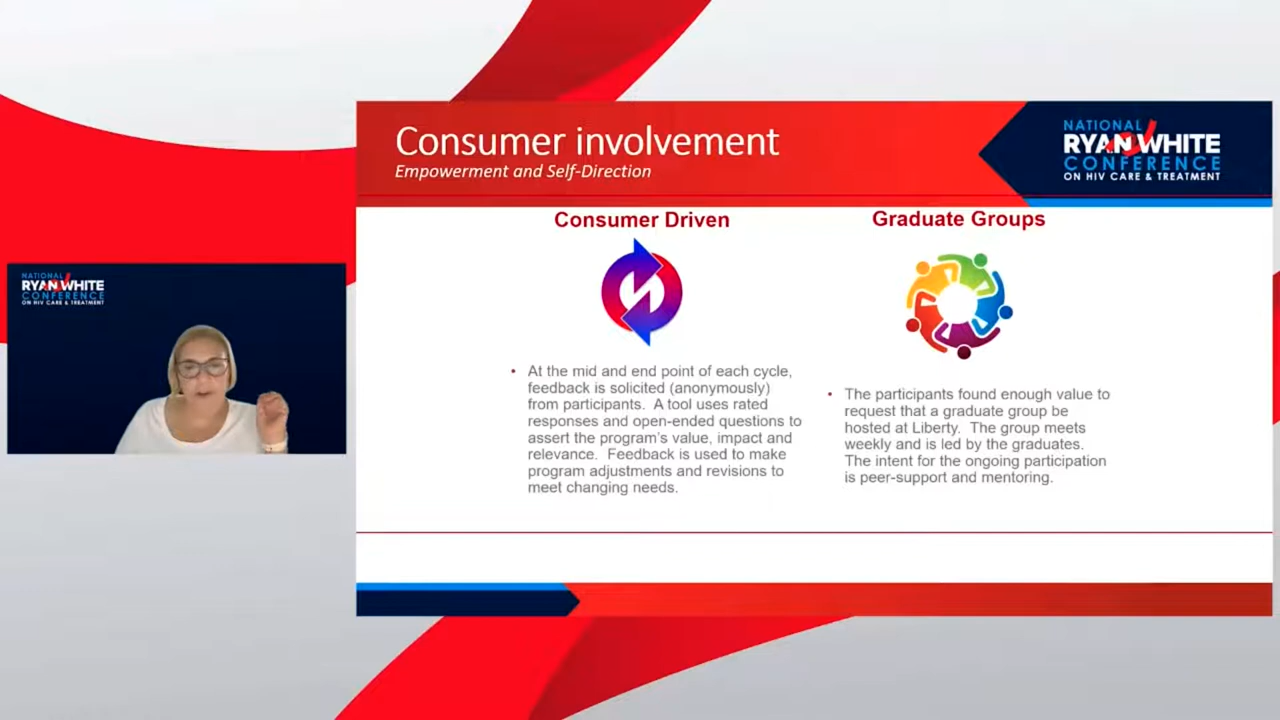 NATIONAL
RYAN WHITE
CONFERENCE
ON HIV CARE & TREATMENT
Consumer involvement
Empowerment and Self-Direction
NATIONAL
RYAN WHITE
CONFERENCE
ON HIV CARE & TREATMENT
Consumer Driven
• At the mid and end point of each cycle,
feedback is solicited (anonymously)
from participants. A tool uses rated
responses and open-ended questions to
assert the program's value, impact and
relevance. Feedback is used to make
program adjustments and revisions to
meet changing needs.
Graduate Groups
• The participants found enough value to
request that a graduate group be
hosted at Liberty. The group meets
weekly and is led by the graduates.
The intent for the ongoing participation
is peer-support and mentoring.